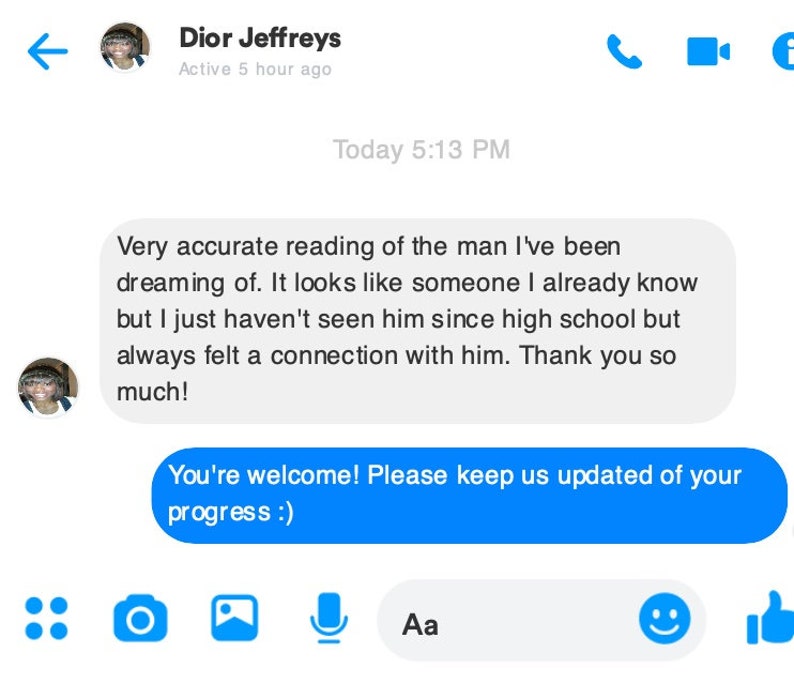 Dior Jeffreys
Active 5 hour ago
Today 5:13 PM
Very accurate reading of the man I've been
dreaming of. It looks like someone I already know
but I just haven't seen him since high school but
always felt a connection with him. Thank you so
much!
You're welcome! Please keep us updated of your
progress :)
Aa